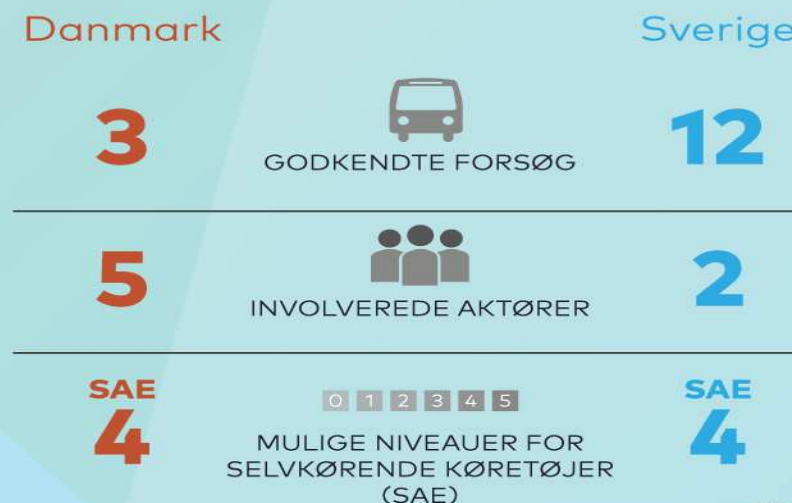 Danmark
Sverige
3
GODKENDTE FORSØG
12
5
INVOLVEREDE AKTØRER
2
SAE
4
0 1 2 3 4 5
MULIGE NIVEAUER FOR
SELVKØRENDE KØRETØJER
(SAE)
SAE
4